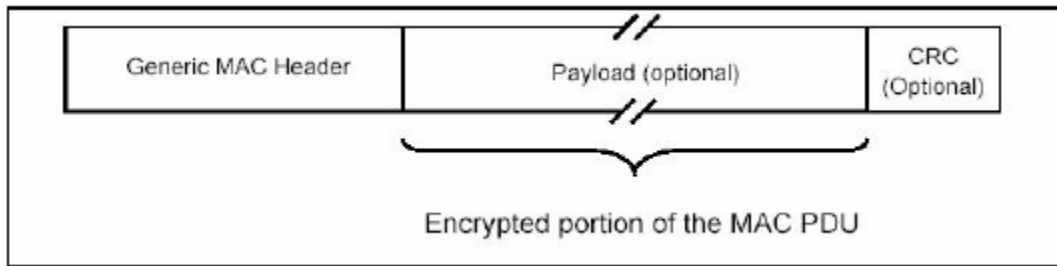 Generic MAC Header
Payload (optional)
CRC
(Optional)
Encrypted portion of the MAC PDU